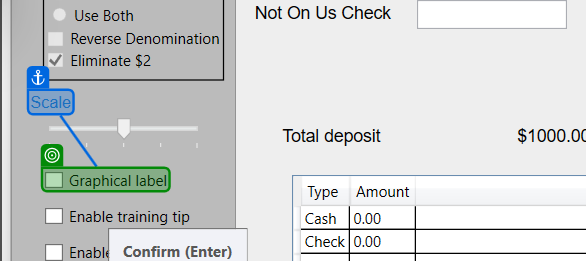 Use Both
Reverse Denomination
Eliminate $2
Scale
Graphical label
Enable training tip
Enable
Confirm (Enter)
Not On Us Check
Total deposit $1000.00
Type Amount
Cash 0.00
Check 0.00